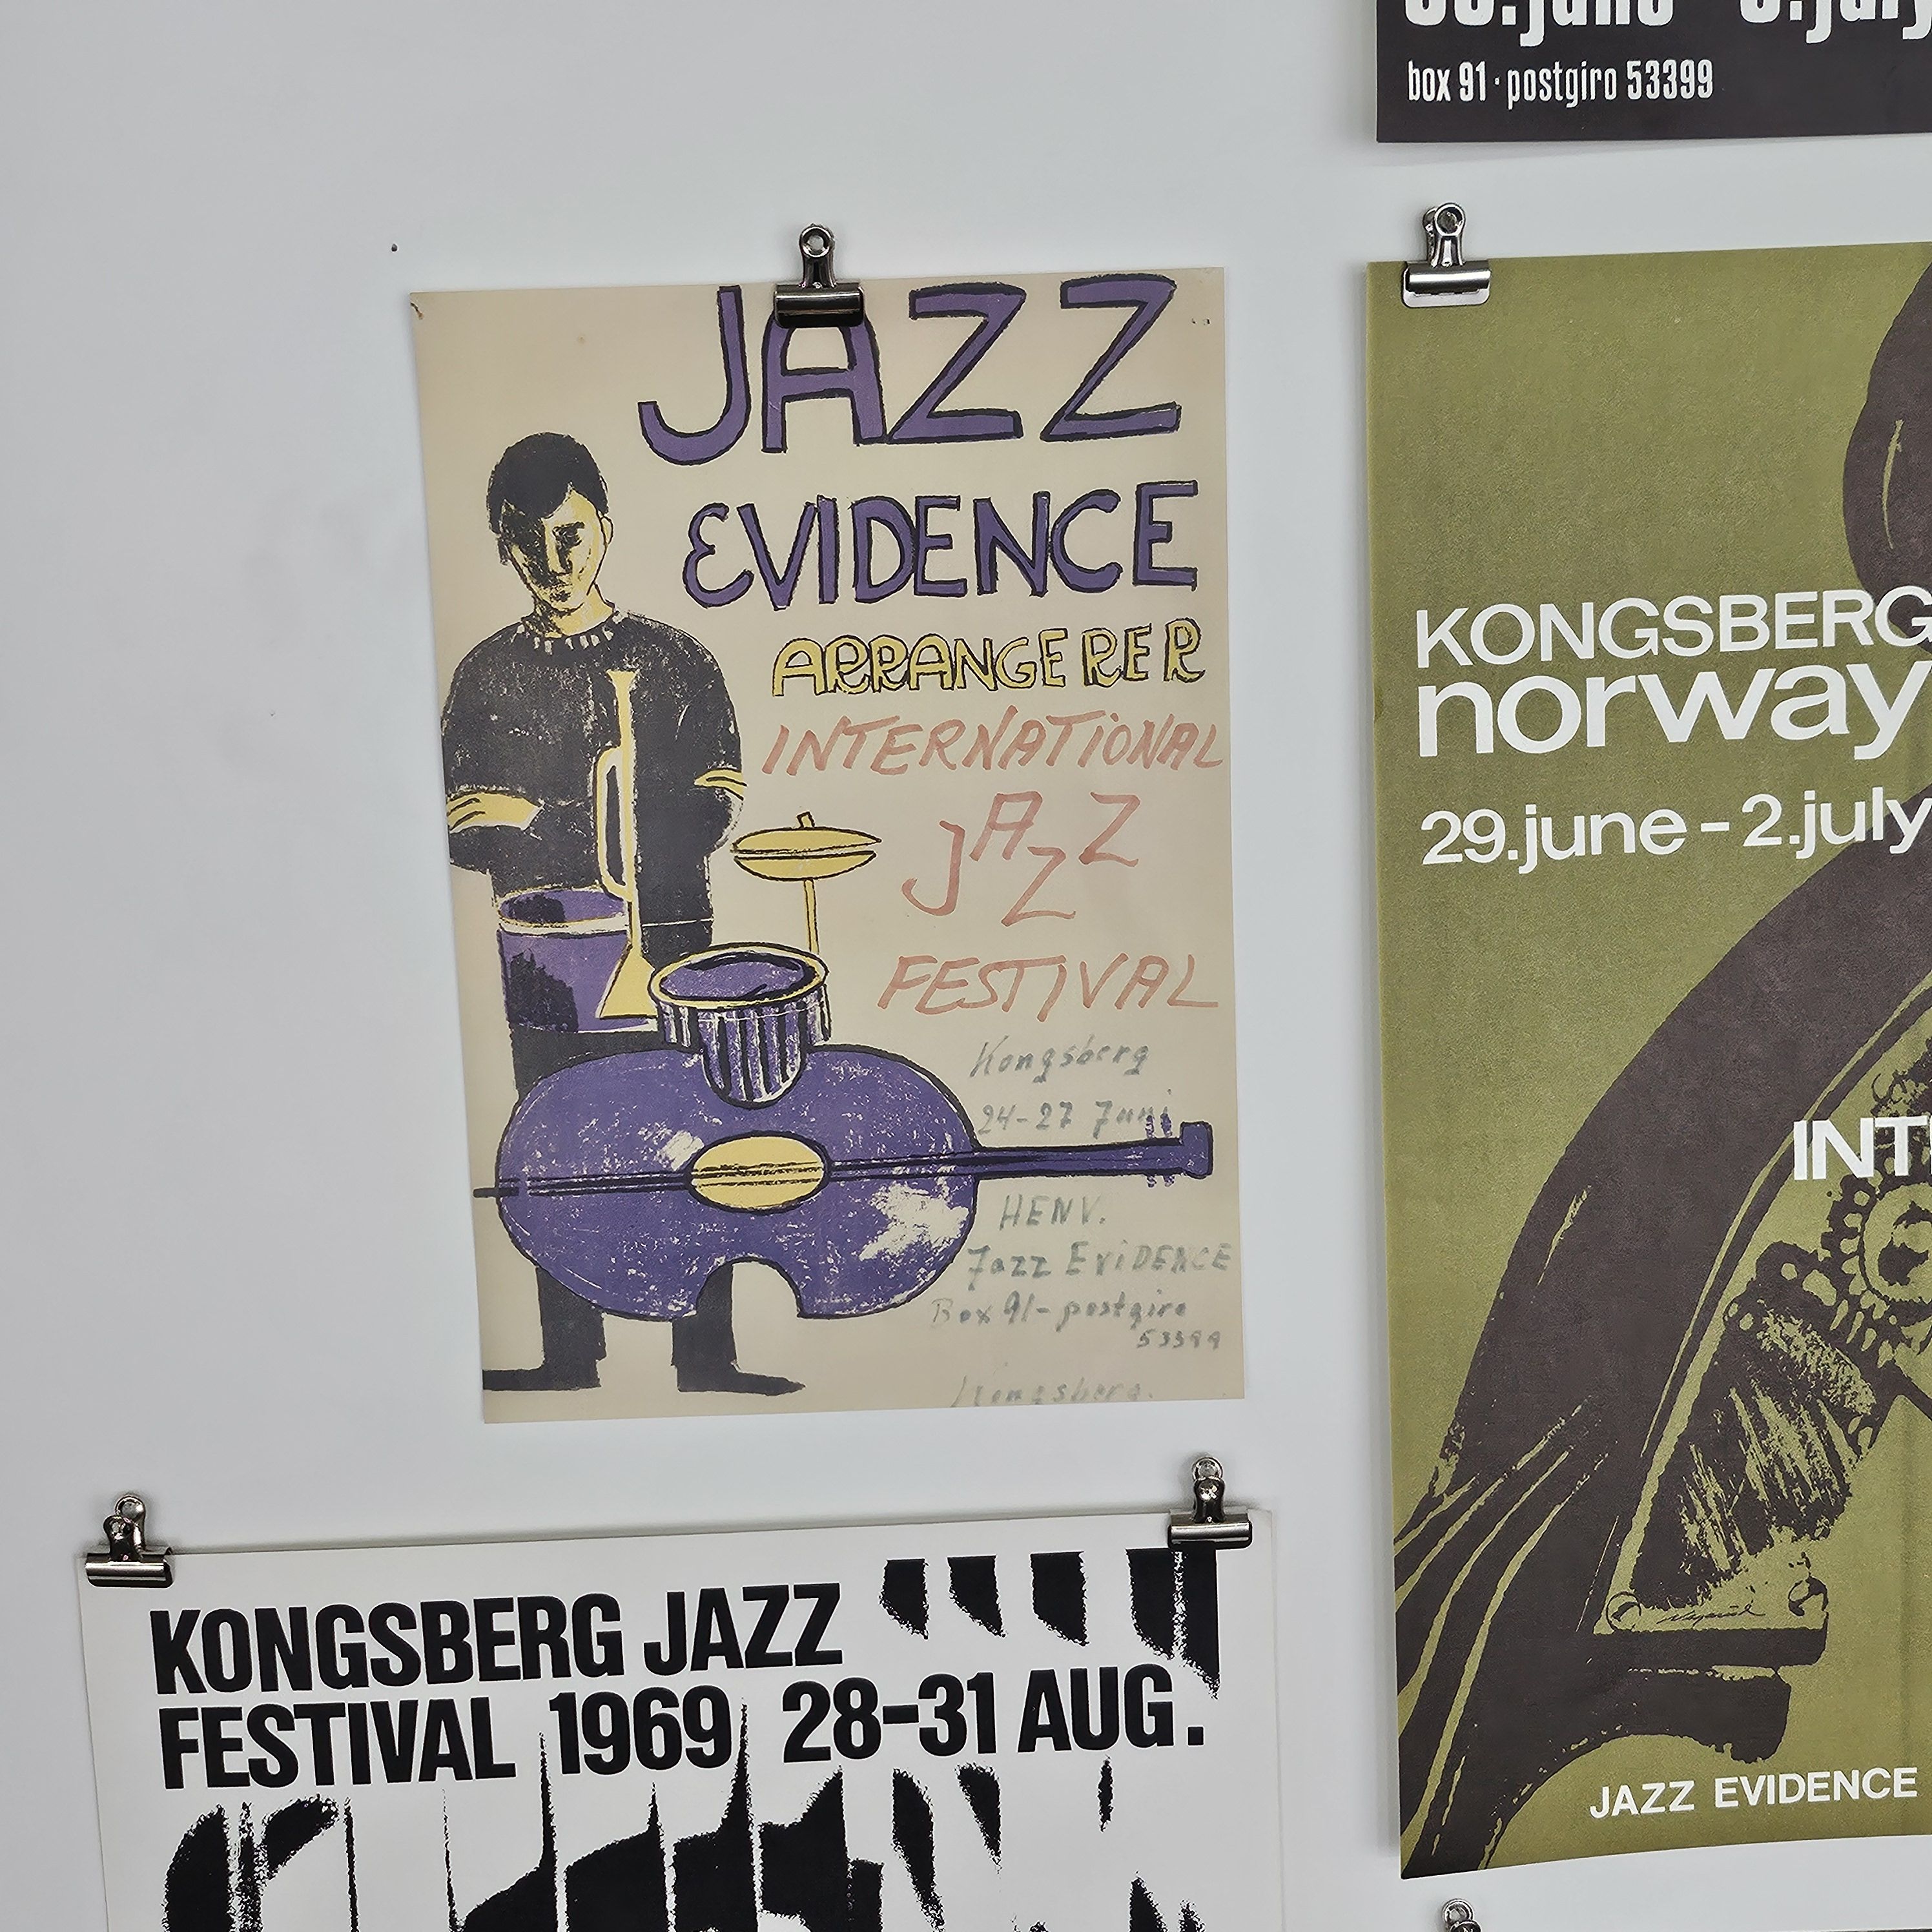 box 91 · postgiro 53399
JAZZ
EVIDENCE
ARRANGERER
INTERNATIONAL
JAZZ
FESTIVAL
Kongsberg
24-27 Juni
HENV.
Jazz EViDENCE
Box 91- postgiro
53399
Kongsberg.
KONGSBERG
norway
29.june - 2.july
JAZZ EVIDENCE
KONGSBERG JAZZ
FESTIVAL 1969 28-31 AUG.